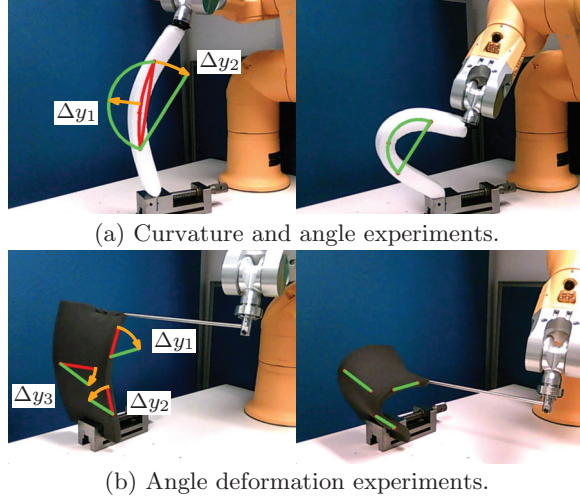 Δy₂
Δy₁
(a) Curvature and angle experiments.
Δy₁
Δy₃
Δy₂
(b) Angle deformation experiments.